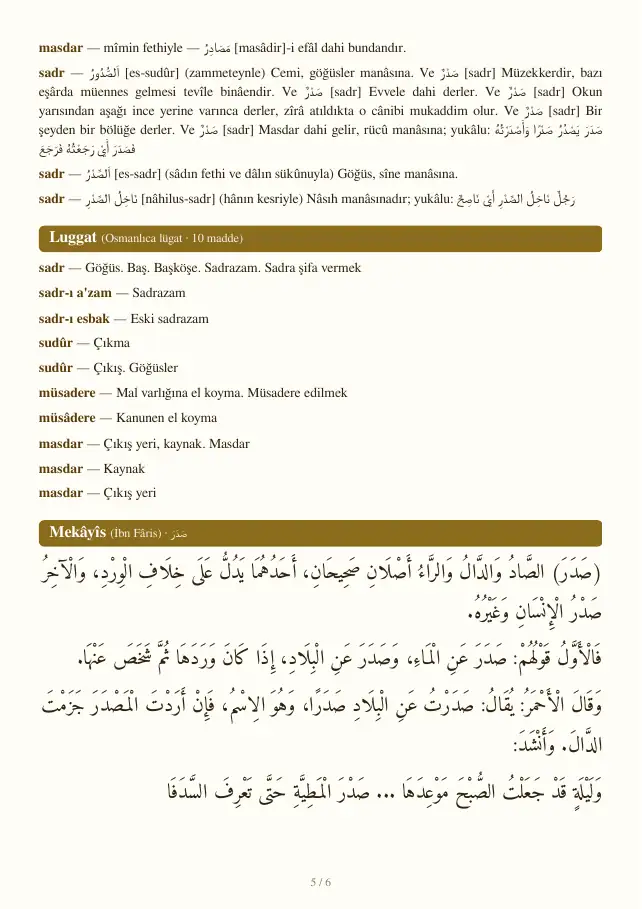 masdar — mîmin fethiyle — مَصَادِرُ [masâdir]-i efâl dahi bundandır.
sadr — اَلصُّدُورُ [es-sudûr] (zammeteynle) Cemi, göğüsler manâsına. Ve صَدْرٌ [sadr] Müzekkerdir, bazı
eşârda müennes gelmesi tevîle binâendir. Ve صَدْرٌ [sadr] Evvele dahi derler. Ve صَدْرٌ [sadr] Okun
yarısından aşağı ince yerine varınca derler, zîrâ atıldıkta o cânibi mukaddim olur. Ve صَدْرٌ [sadr] Bir
şeyden bir bölüğe derler. Ve صَدْرٌ [sadr] Masdar dahi gelir, rücû manâsına; yukâlu: صَدَرَ يَصْدُرُ صَدْرًا وَأَصْدَرْتُهُ
فَصَدَرَ أَيْ رَجَعْتُهُ فَرَجَعَ
sadr — اَلصَّدْرُ [es-sadr] (sâdın fethi ve dâlın sükûnuyla) Göğüs, sîne manâsına.
sadr — نَاخِلُ الصَّدْرِ [nâhilus-sadr] (hânın kesriyle) Nâsıh manâsınadır; yukâlu: رَجُلٌ نَاخِلُ الصَّدْرِ أَيْ نَاصِحٌ
Luggat (Osmanlıca lügat · 10 madde)
sadr — Göğüs. Baş. Başköşe. Sadrazam. Sadra şifa vermek
sadr-ı a'zam — Sadrazam
sadr-ı esbak — Eski sadrazam
sudûr — Çıkma
sudûr — Çıkış. Göğüsler
müsadere — Mal varlığına el koyma. Müsadere edilmek
müsâdere — Kanunen el koyma
masdar — Çıkış yeri, kaynak. Masdar
masdar — Kaynak
masdar — Çıkış yeri
Mekâyîs (İbn Fâris) · صَدَرَ
(صَدَرَ) الصَّادُ وَالدَّالُ وَالرَّاءُ أَصْلَانِ صَحِيحَانِ، أَحَدُهُمَا يَدُلُّ عَلَى خِلَافِ الْوِرْدِ، وَالْآخَرُ
صَدْرُ الْإِنْسَانِ وَغَيْرُهُ.
فَالْأَوَّلُ قَوْلُهُمْ: صَدَرَ عَنِ الْمَاءِ، وَصَدَرَ عَنِ الْبِلَادِ، إِذَا كَانَ وَرَدَهَا ثُمَّ شَخَصَ عَنْهَا.
وَقَالَ الْأَحْمَرُ: يُقَالُ: صَدَرْتُ عَنِ الْبِلَادِ صَدَرًا، وَهُوَ الِاسْمُ، فَإِنْ أَرَدْتَ الْمَصْدَرَ جَزَمْتَ
الدَّالَ. وَأَنْشَدَ:
وَلَيْلَةٍ قَدْ جَعَلْتُ الصُّبْحَ مَوْعِدَهَا ... صَدْرَ الْمَطِيَّةِ حَتَّى تَعْرِفَ السَّدَفَا
5 / 6